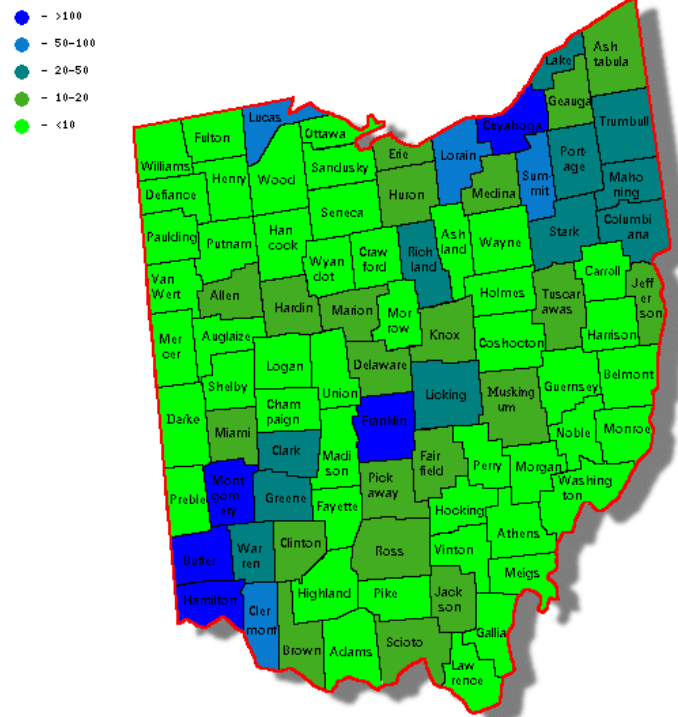 - >100
- 50-100
- 20-50
- 10-20
- <10
Ash
tabula
Lake
Geauga
Lucas
Fulton
Ottawa
Cuyahoga
Trumbull
Williams
Henry
Wood
Sandusky
Erie
Lorain
Port
age
Sum
mit
Medina
Huron
Maho
ning
Defiance
Seneca
Paulding
Putnam
Han
cock
Wyan
dot
Craw
ford
Rich
land
Ash
land
Wayne
Stark
Columbi
ana
Van
Wert
Allen
Hardin
Marion
Mor
row
Holmes
Tuscar
awas
Carroll
Jeff
er
son
Mer
cer
Auglaize
Knox
Coshocton
Harrison
Logan
Delaware
Shelby
Union
Licking
Muskingum
Guernsey
Belmont
Darke
Miami
Cham
paign
Franklin
Noble
Monroe
Clark
Madi
son
Fair
field
Perry
Morgan
Preble
Mont
gom
ery
Greene
Fayette
Pick
away
Washing
ton
Hocking
Athens
Butler
War
ren
Clinton
Ross
Vinton
Meigs
Hamilton
Cler
mont
Highland
Pike
Jack
son
Brown
Adams
Scioto
Gallia
Law
rence